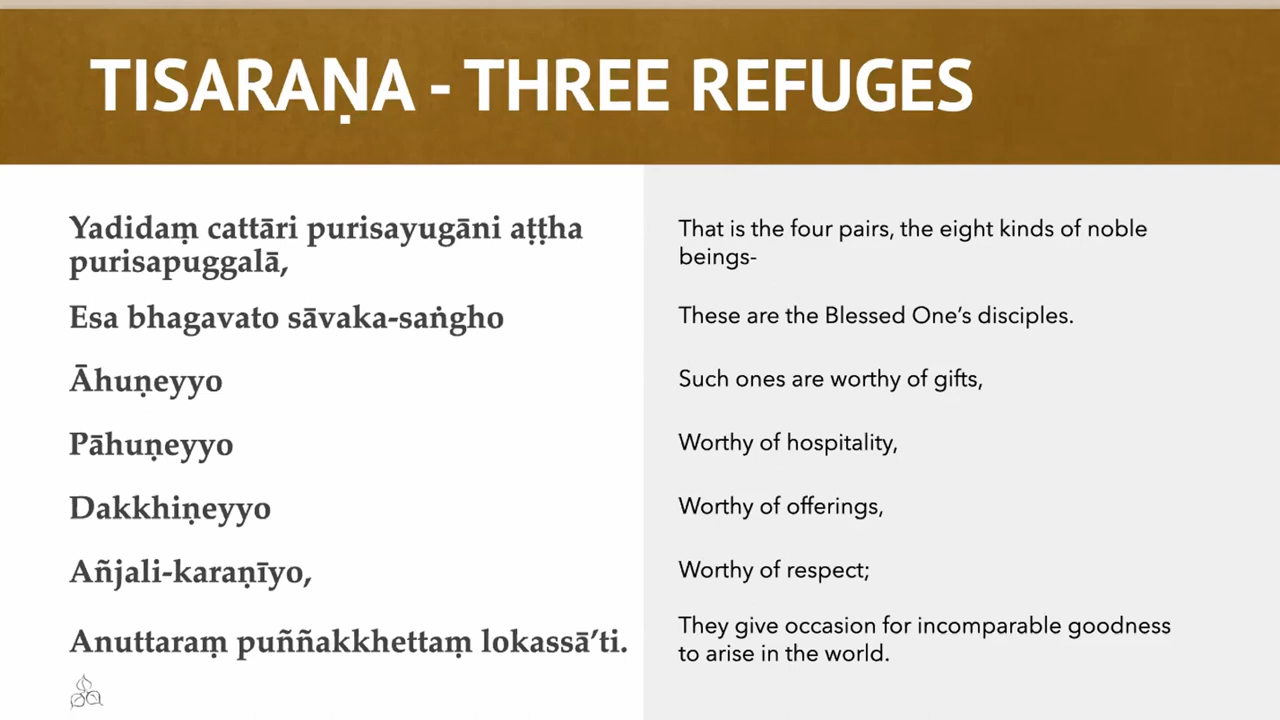 TISARAṆA - THREE REFUGES
Yadidaṃ cattāri purisayugāni aṭṭha
purisapuggalā,
That is the four pairs, the eight kinds of noble
beings-
Esa bhagavato sāvaka-saṅgho
These are the Blessed One’s disciples.
Āhuṇeyyo
Such ones are worthy of gifts,
Pāhuṇeyyo
Worthy of hospitality,
Dakkhiṇeyyo
Worthy of offerings,
Añjali-karaṇīyo,
Worthy of respect;
Anuttaraṃ puññakkhettaṃ lokassā’ti.
They give occasion for incomparable goodness
to arise in the world.